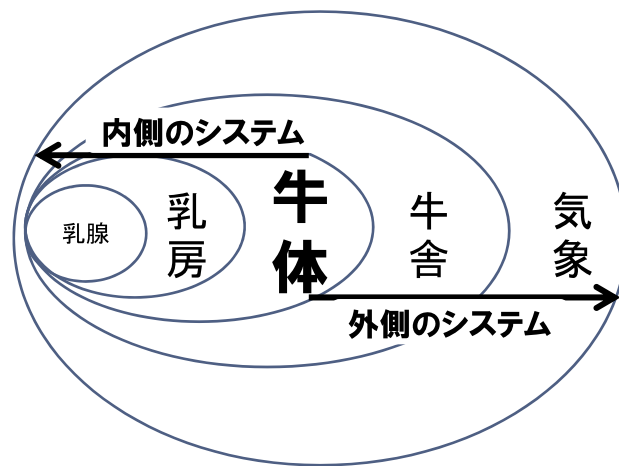 内側のシステム
乳腺
乳房
牛体
牛舎
気象
外側のシステム